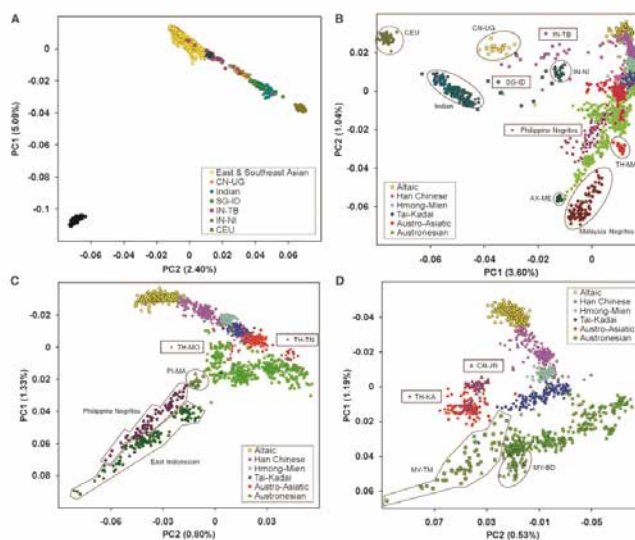 A
0
-0.02
-0.04
-0.06
-0.08
-0.1
PC1 (5.09%)
East & Southeast Asian
CN-UG
Indian
SG-ID
IN-TB
IN-NI
CEU
-0.06
-0.04
-0.02
0
0.02
0.04
0.06
PC2 (2.40%)
B
0.02
0
-0.02
-0.04
-0.06
PC2 (1.04%)
CEU
CN-UG
IN-TB
SG-ID
IN-NI
Indian
Philippine Negritos
AX-ME
Malaysia Negritos
Altaic
Han Chinese
Hmong-Mien
Tai-Kadai
Austro-Asiatic
Austronesian
-0.06
-0.04
-0.02
0
PC1 (3.60%)
C
-0.02
0
0.02
0.04
0.06
0.08
PC1 (1.33%)
TH-MO
TH-TN
PI-MA
Philippine Negritos
East Indonesian
Altaic
Han Chinese
Hmong-Mien
Tai-Kadai
Austro-Asiatic
Austronesian
-0.06
-0.03
0
0.03
PC2 (0.80%)
D
-0.04
-0.02
0
0.02
0.04
0.06
PC1 (1.19%)
Altaic
Han Chinese
Hmong-Mien
Tai-Kadai
Austro-Asiatic
Austronesian
CN-JN
TH-KA
MY-TM
MY-BD
0.07
0.03
-0.01
-0.05
PC2 (0.53%)